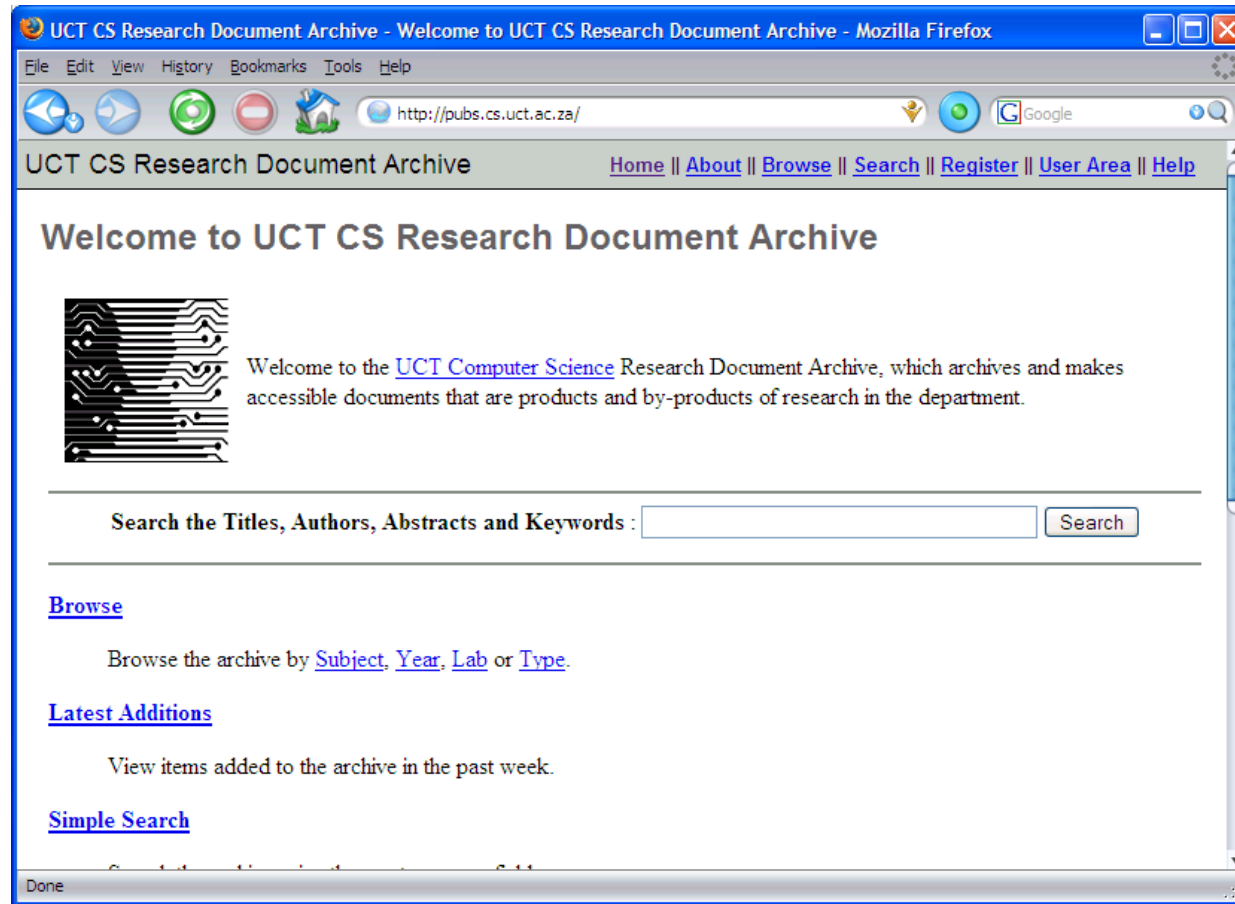 UCT CS Research Document Archive - Welcome to UCT CS Research Document Archive - Mozilla Firefox
File Edit View History Bookmarks Tools Help
http://pubs.cs.uct.ac.za/ G Google
UCT CS Research Document Archive Home || About || Browse || Search || Register || User Area || Help
Welcome to UCT CS Research Document Archive
Welcome to the UCT Computer Science Research Document Archive, which archives and makes
accessible documents that are products and by-products of research in the department.
Search the Titles, Authors, Abstracts and Keywords : Search
Browse
Browse the archive by Subject, Year, Lab or Type.
Latest Additions
View items added to the archive in the past week.
Simple Search
Done